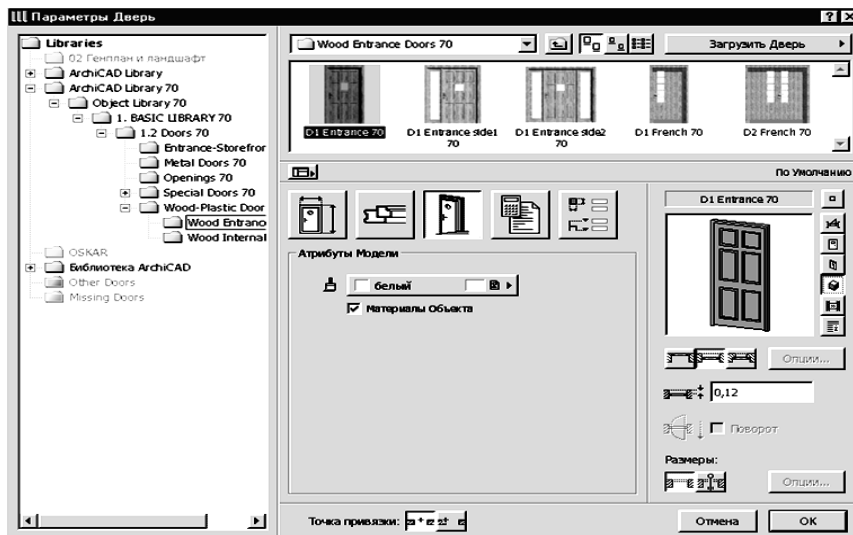 Параметры Дверь
Libraries
02 Генплан и ландшафт
ArchiCAD Library
ArchiCAD Library 70
Object Library 70
1. BASIC LIBRARY 70
1.2 Doors 70
Entrance-Storefror
Metal Doors 70
Openings 70
Special Doors 70
Wood-Plastic Door
Wood Entranc
Wood Internal
OSKAR
Библиотека ArchiCAD
Other Doors
Missing Doors
Wood Entrance Doors 70
Загрузить Дверь
D1 Entrance 70
D1 Entrance side1 70
D1 Entrance side2 70
D1 French 70
D2 French 70
По Умолчанию
Атрибуты Модели
белый
Материалы Объекта
D1 Entrance 70
Опции...
0,12
Поворот
Размеры:
Опции...
Точка привязки:
Отмена
OK